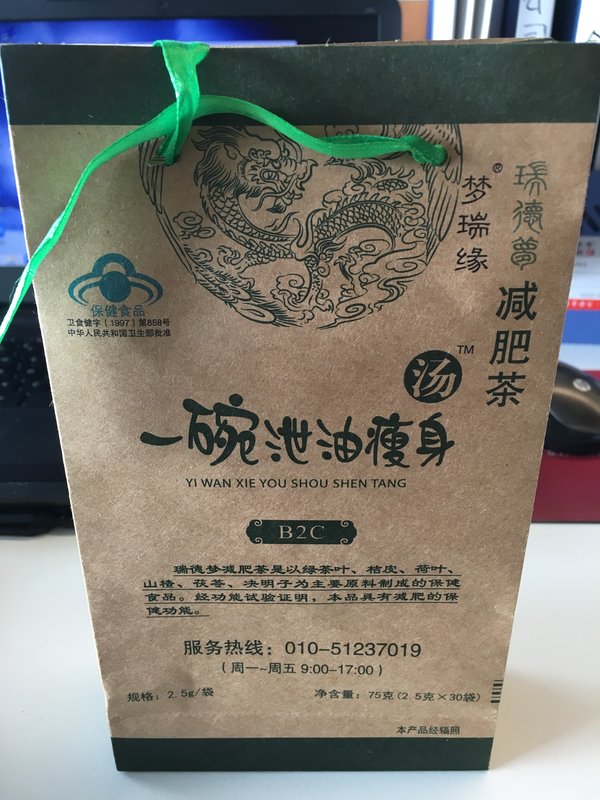 梦瑞缘®
瑞德梦
减肥茶
保健食品
卫食健字（1997）第858号
中华人民共和国卫生部批准
汤™
一碗泄油瘦身
YI WAN XIE YOU SHOU SHEN TANG
B2C
瑞德梦减肥茶是以绿茶叶、桔皮、荷叶、
山楂、茯苓、决明子为主要原料制成的保健
食品。经功能试验证明，本品具有减肥的保
健功能。
服务热线：010-51237019
（周一~周五 9:00-17:00）
规格：2.5g/袋
净含量：75克(2.5克×30袋)
本产品经辐照